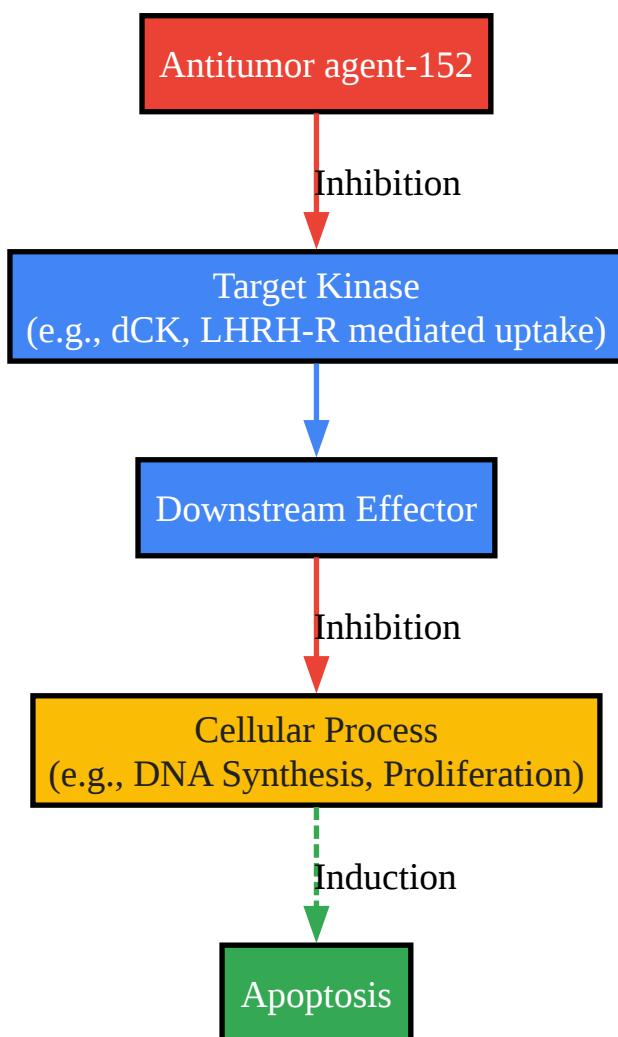 Antitumor agent-152
Inhibition
Target Kinase
(e.g., dCK, LHRH-R mediated uptake)
Downstream Effector
Inhibition
Cellular Process
(e.g., DNA Synthesis, Proliferation)
Induction
Apoptosis